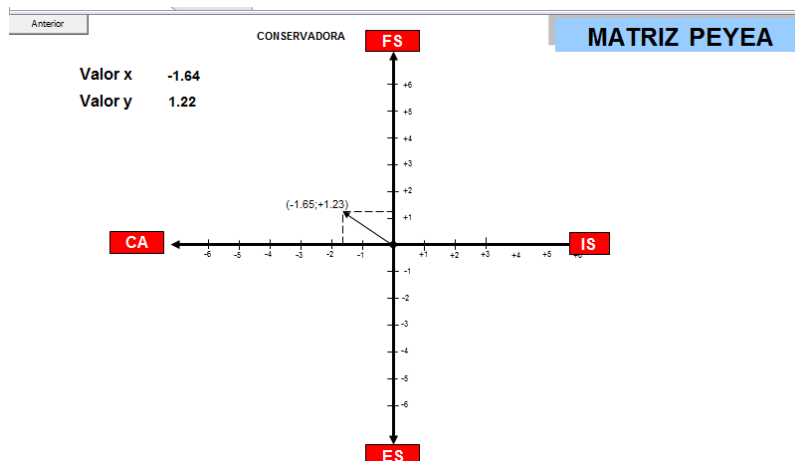 Anterior
CONSERVADORA
FS
MATRIZ PEYEA
Valor x -1.64
Valor y 1.22
+6
+5
+4
+3
+2
(-1.65;+1.23)
+1
CA
IS
-6 -5 -4 -3 -2 -1 +1 +2 +3 +4 +5
-1
-2
-3
-4
-5
-6
ES